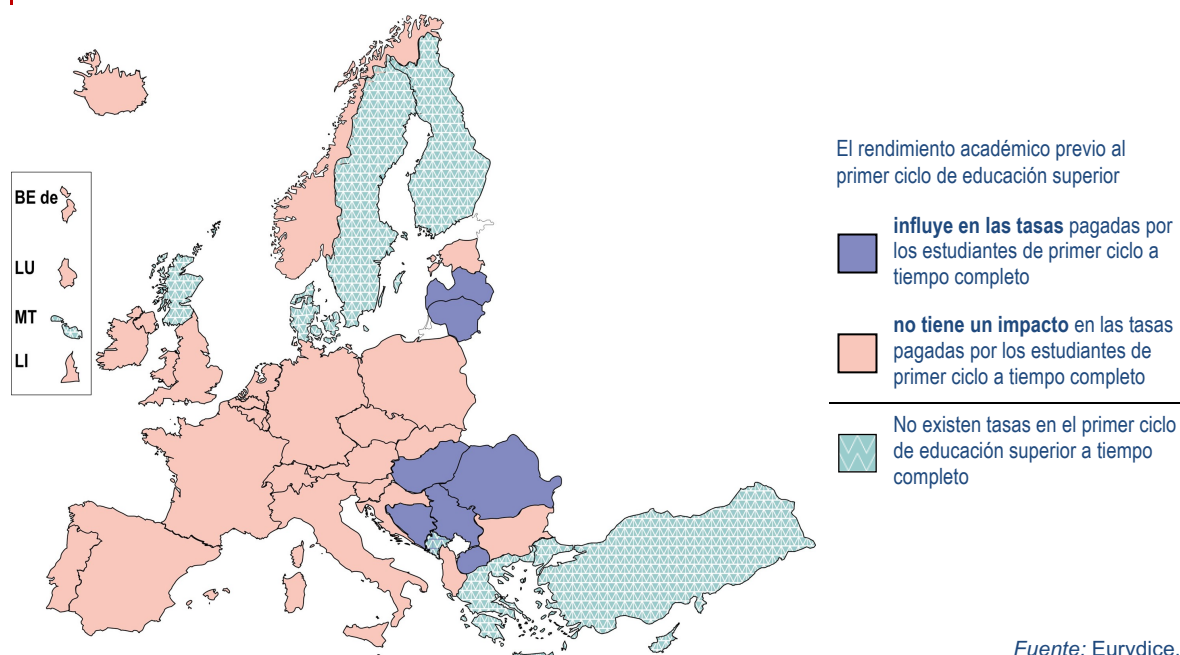 BE de
LU
MT
LI
El rendimiento académico previo al
primer ciclo de educación superior
influye en las tasas pagadas por
los estudiantes de primer ciclo a
tiempo completo
no tiene un impacto en las tasas
pagadas por los estudiantes de
primer ciclo a tiempo completo
No existen tasas en el primer ciclo
de educación superior a tiempo
completo
Fuente: Eurydice.